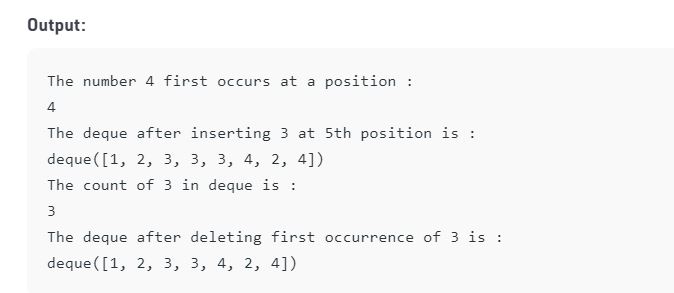 Output:
The number 4 first occurs at a position :
4
The deque after inserting 3 at 5th position is :
deque([1, 2, 3, 3, 3, 4, 2, 4])
The count of 3 in deque is :
3
The deque after deleting first occurrence of 3 is :
deque([1, 2, 3, 3, 4, 2, 4])